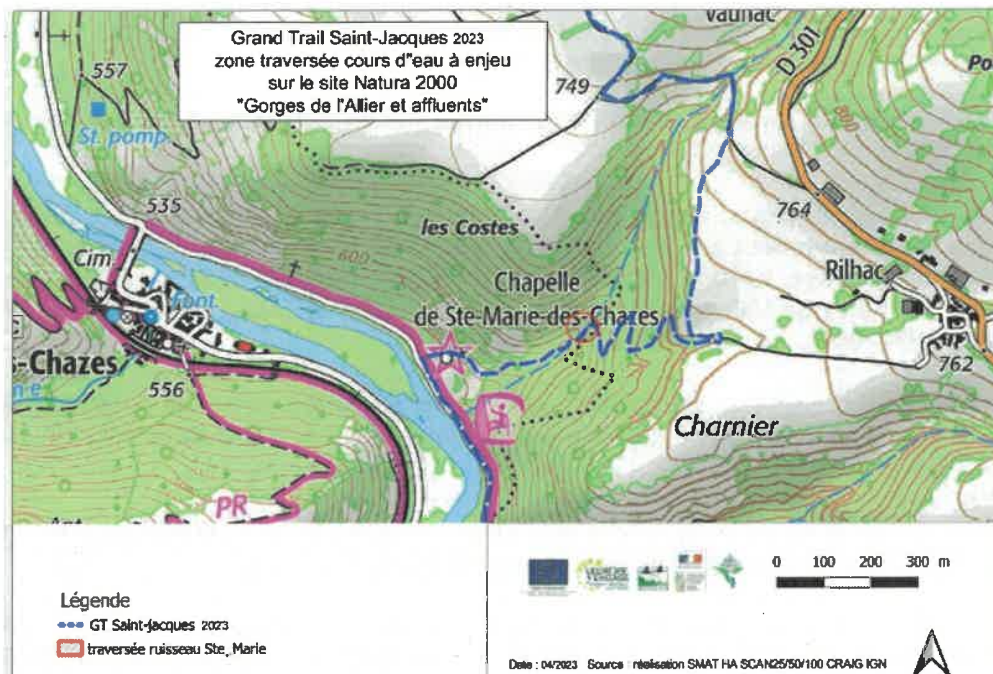 Grand Trail Saint-Jacques 2023
zone traversée cours d"eau à enjeu
sur le site Natura 2000
"Gorges de l'Allier et affluents"
Vaunac
D 301
557
749
800
St. pomp.
535
les Costes
764
Cim.
600
Rilhac
Chapelle
de Ste-Marie-des-Chazes
Font.
s-Chazes
556
762
Charnier
PR
0 100 200 300 m
Légende
GT Saint-Jacques 2023
traversée ruisseau Ste, Marie
Date : 04/2023 Source : réalisation SMAT HA SCAN25/50/100 CRAIG IGN